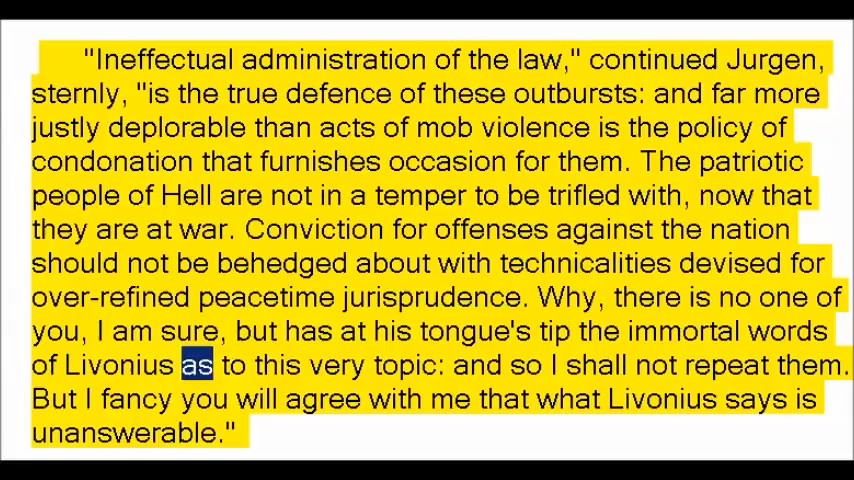 "Ineffectual administration of the law," continued Jurgen,
sternly, "is the true defence of these outbursts: and far more
justly deplorable than acts of mob violence is the policy of
condonation that furnishes occasion for them. The patriotic
people of Hell are not in a temper to be trifled with, now that
they are at war. Conviction for offenses against the nation
should not be behedged about with technicalities devised for
over-refined peacetime jurisprudence. Why, there is no one of
you, I am sure, but has at his tongue's tip the immortal words
of Livonius as to this very topic: and so I shall not repeat them.
But I fancy you will agree with me that what Livonius says is
unanswerable."